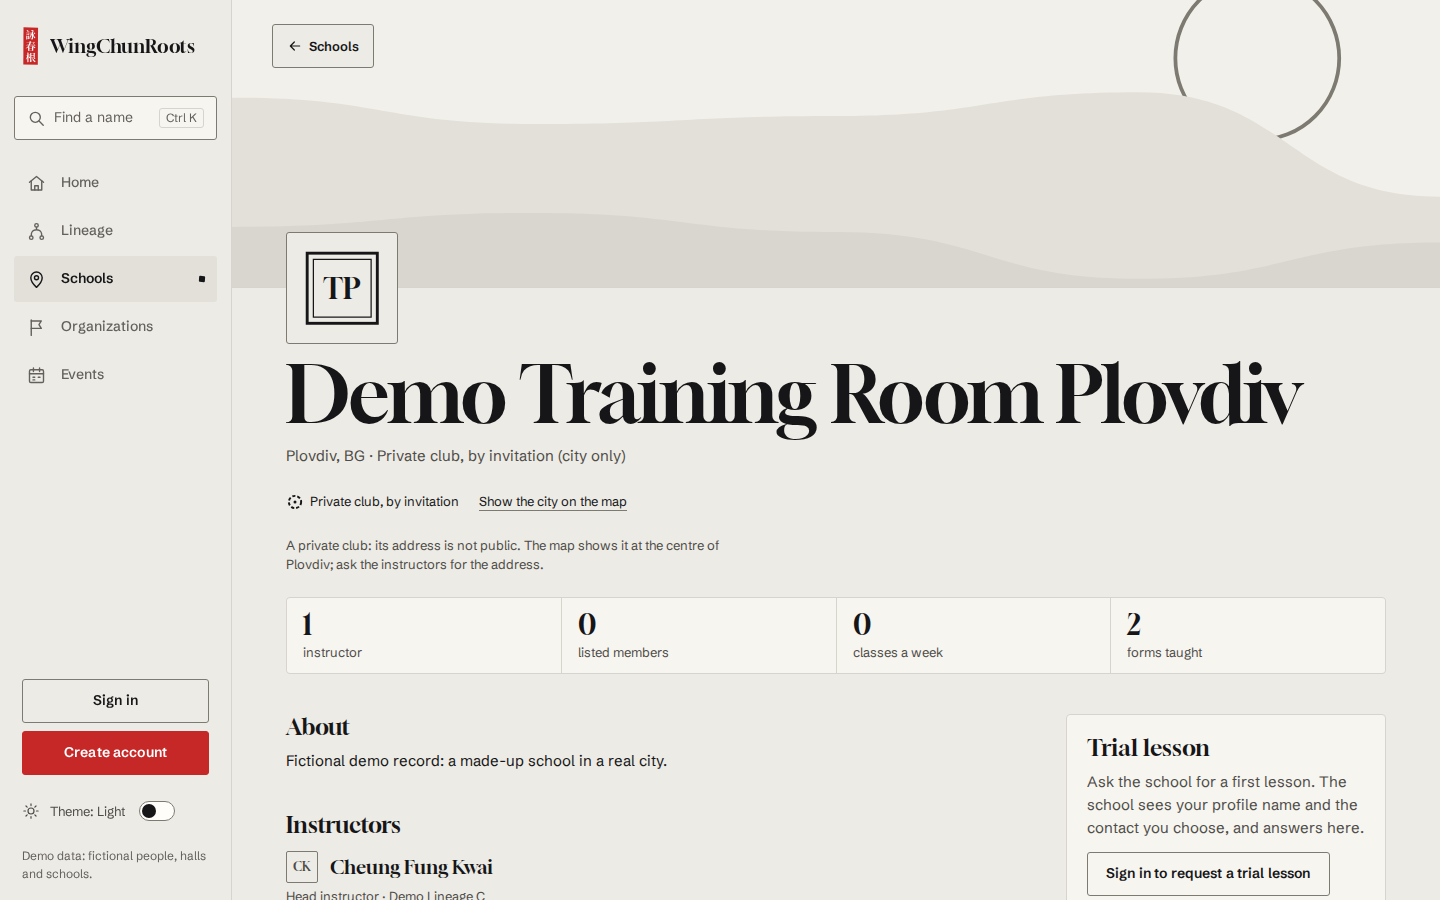 詠春根
WingChunRoots
Find a name
Ctrl K
Home
Lineage
Schools
Organizations
Events
Sign in
Create account
Theme: Light
Demo data: fictional people, halls
and schools.
← Schools
TP
Demo Training Room Plovdiv
Plovdiv, BG · Private club, by invitation (city only)
Private club, by invitation
Show the city on the map
A private club: its address is not public. The map shows it at the centre of
Plovdiv; ask the instructors for the address.
1
instructor
0
listed members
0
classes a week
2
forms taught
About
Fictional demo record: a made-up school in a real city.
Instructors
CK
Cheung Fung Kwai
Head instructor · Demo Lineage C
Trial lesson
Ask the school for a first lesson. The
school sees your profile name and the
contact you choose, and answers here.
Sign in to request a trial lesson